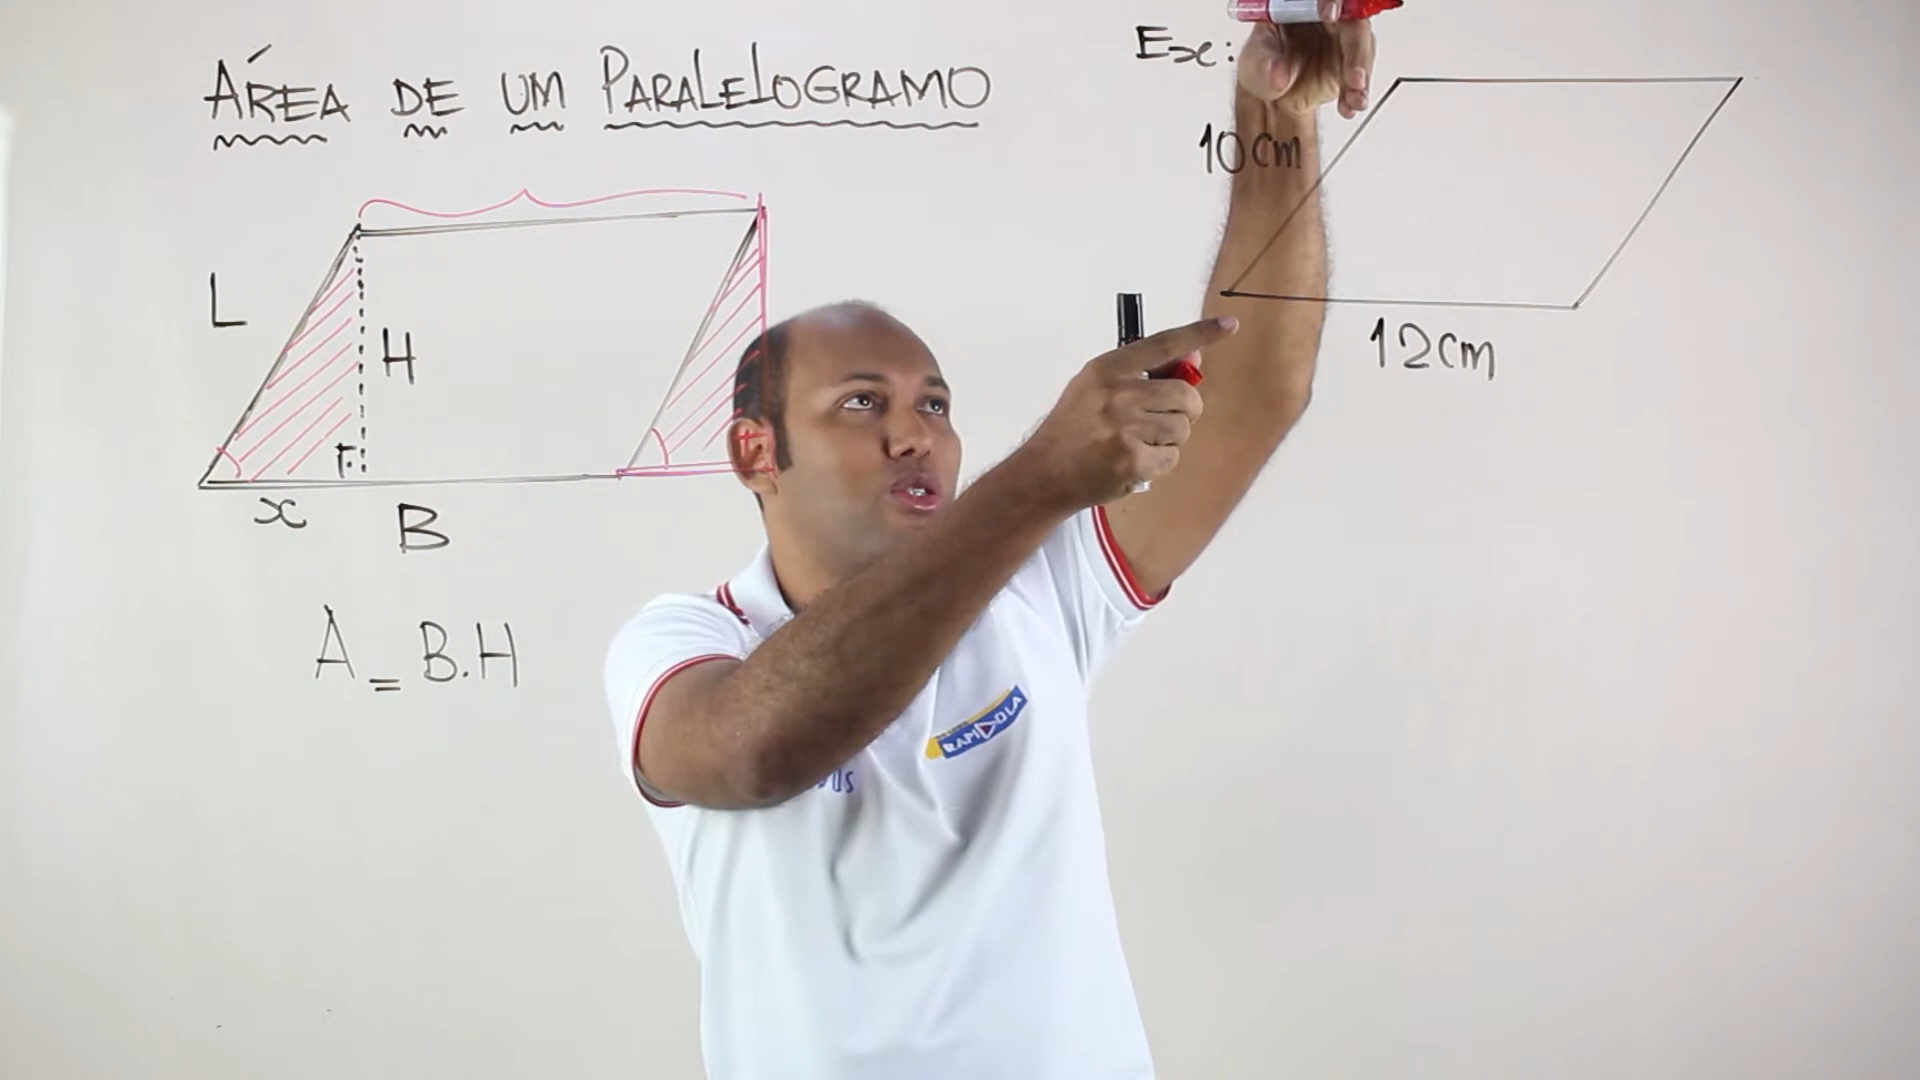 ÁREA DE UM PARALELOGRAMO
L
H
x
B
A = B.H
Ex:
10cm
12cm
RAPIDOLA